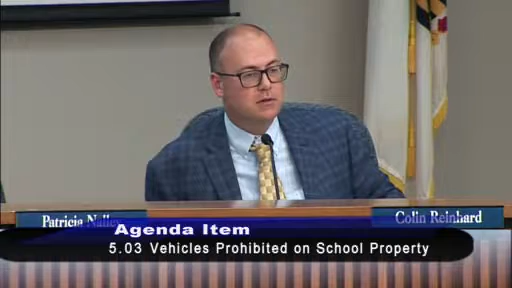 Patricia Nalley
Colin Reinhard
Agenda Item
5.03 Vehicles Prohibited on School Property